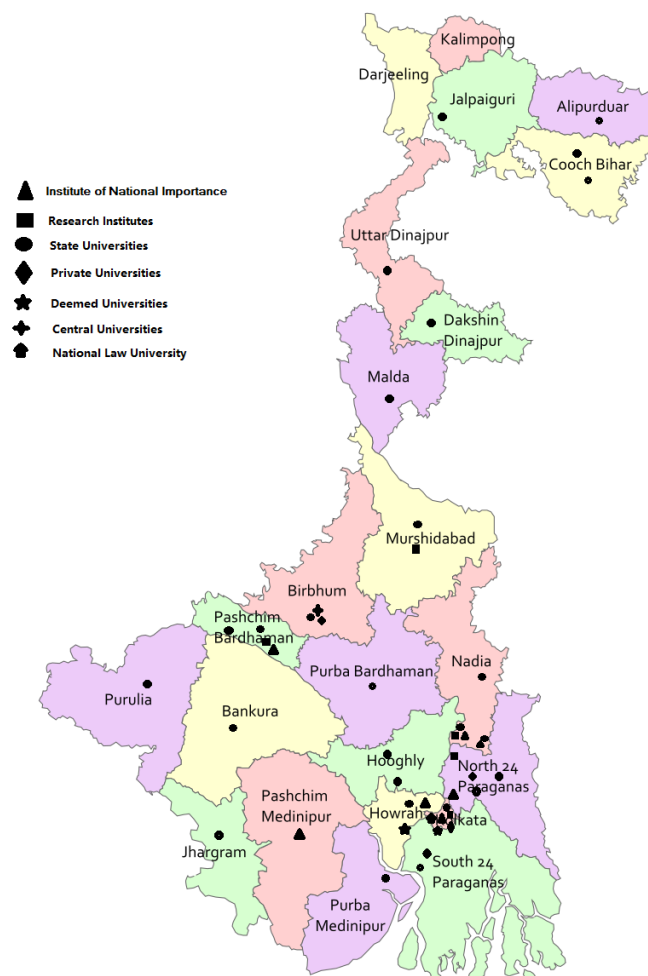 Kalimpong
Darjeeling
Jalpaiguri
Alipurduar
Cooch Bihar
Institute of National Importance
Research Institutes
State Universities
Uttar Dinajpur
Private Universities
Deemed Universities
Central Universities
Dakshin
Dinajpur
National Law University
Malda
Murshidabad
Birbhum
Pashchim
Bardhaman
Purba Bardhaman
Nadia
Purulia
Bankura
Hooghly
North 24
Paraganas
Pashchim
Medinipur
Howrah
Jhargram
South 24
Paraganas
Purba
Medinipur